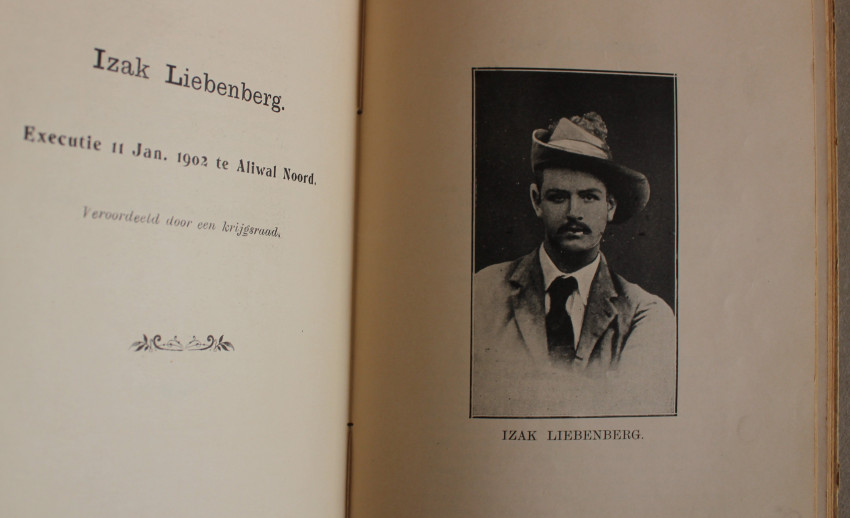 Izak Liebenberg.
Executie 11 Jan. 1902 te Aliwal Noord.
Veroordeeld door een krijgsraad.
IZAK LIEBENBERG.